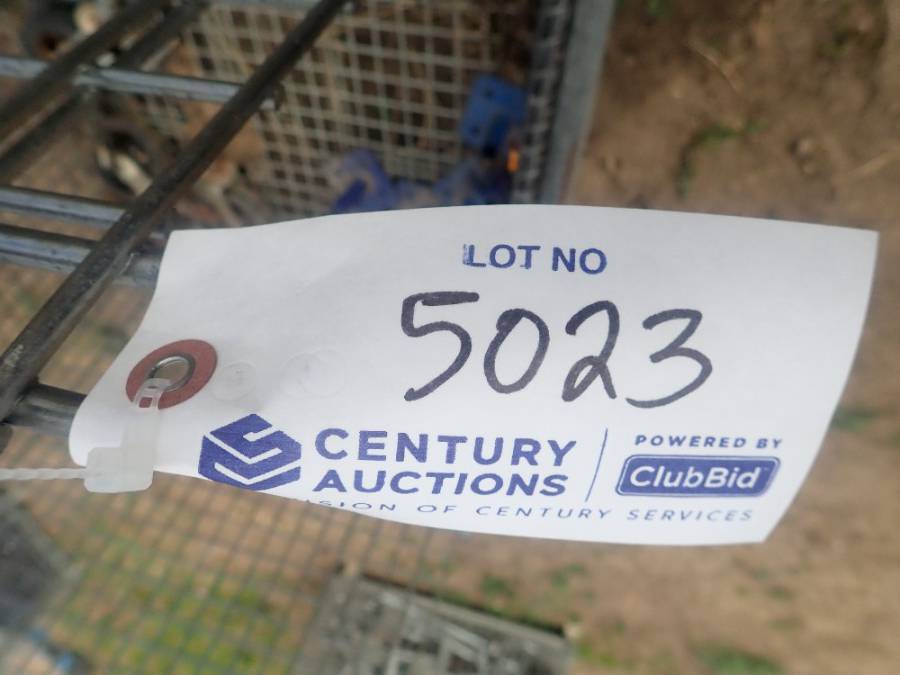 LOT NO
5023
CENTURY
AUCTIONS
POWERED BY
ClubBid
OF CENTURY SERVICES